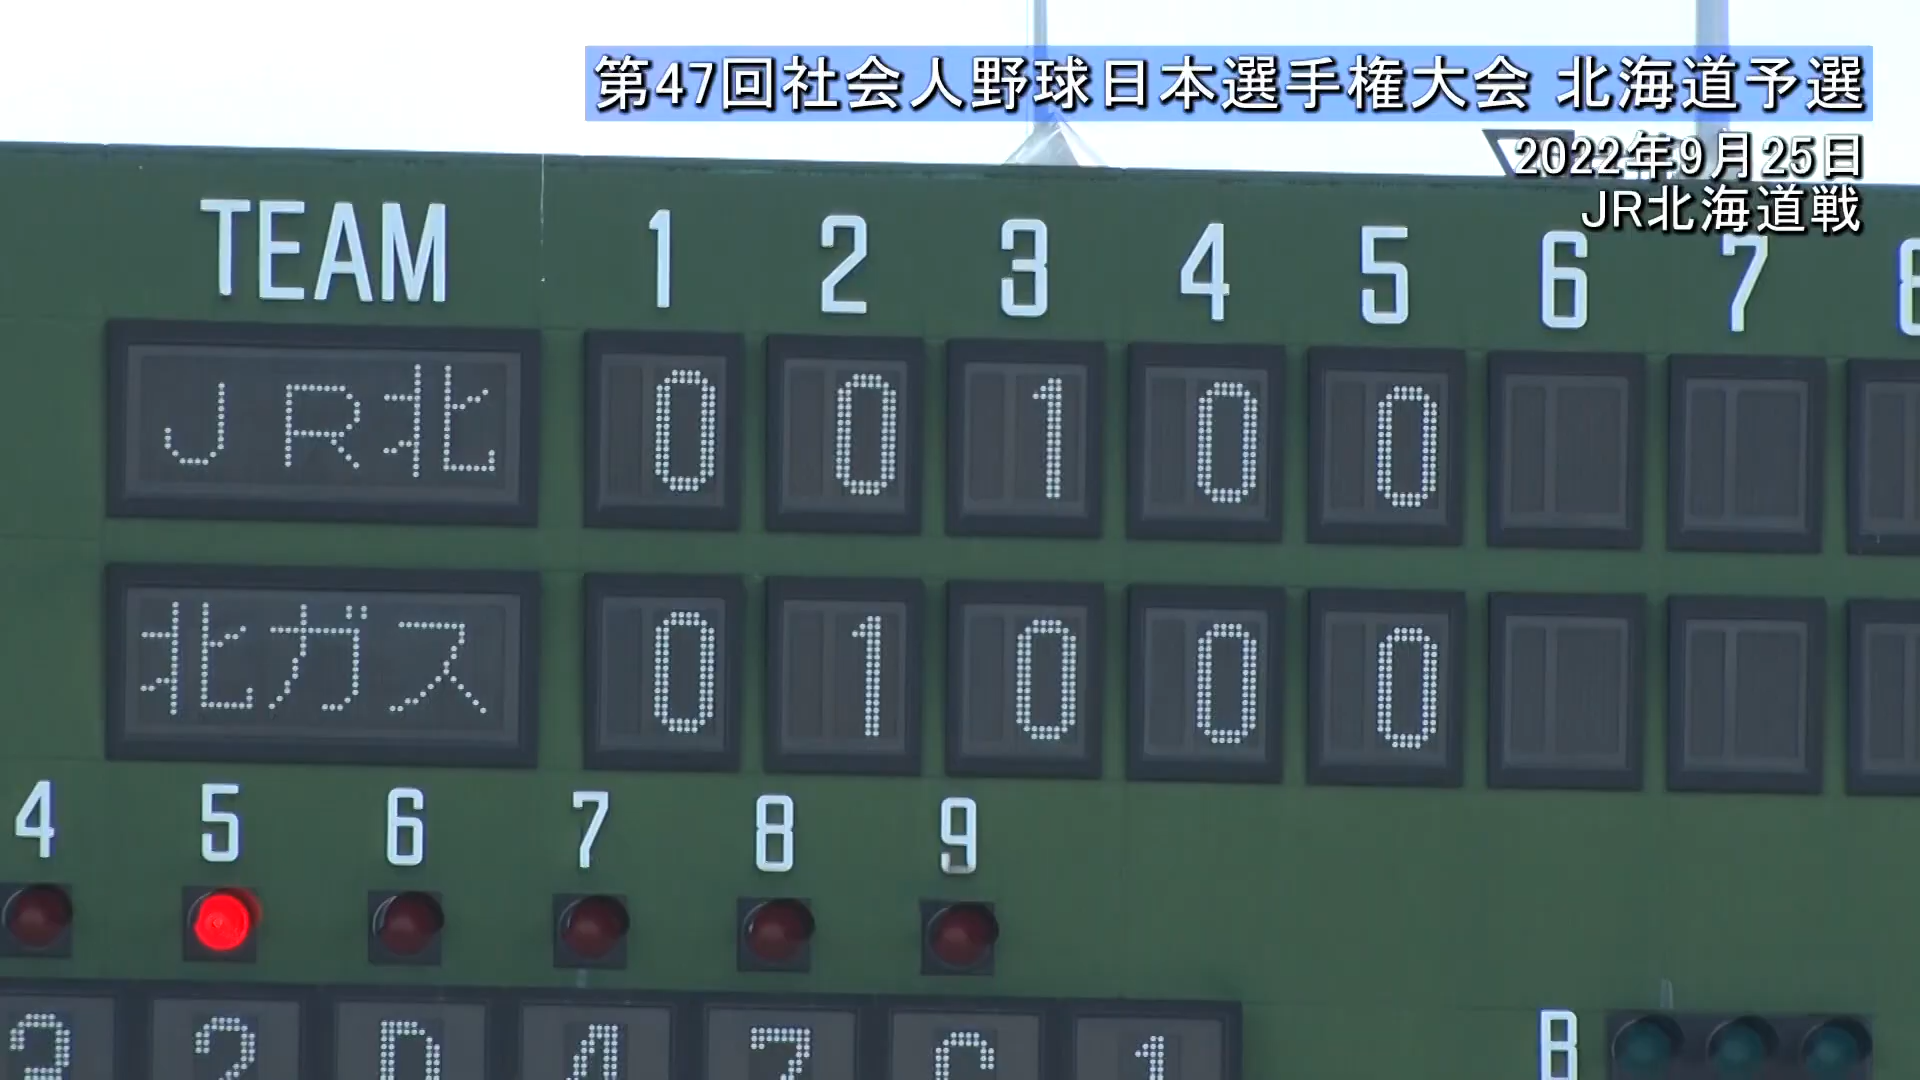 第47回社会人野球日本選手権大会 北海道予選
2022年9月25日
JR北海道戦
TEAM 1 2 3 4 5 6 7 8
JR北 0 0 1 0 0
北ガス 0 1 0 0 0
4 5 6 7 8 9
B